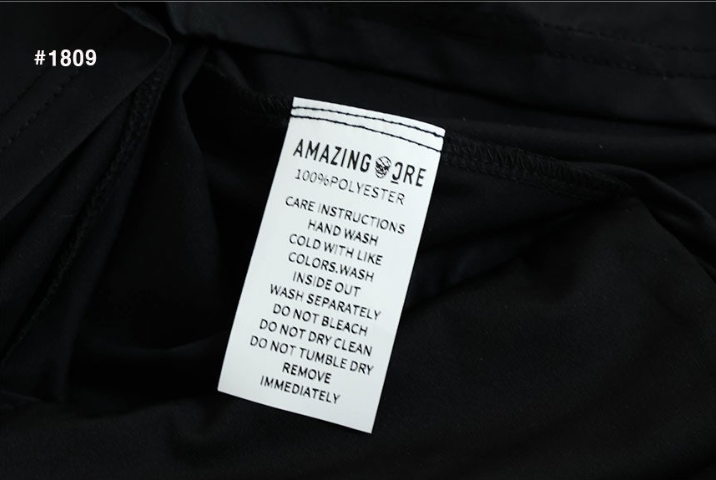 #1809
AMAZING ORE
100%POLYESTER
CARE INSTRUCTIONS
HAND WASH
COLD WITH LIKE
COLORS.WASH
INSIDE OUT
WASH SEPARATELY
DO NOT BLEACH
DO NOT DRY CLEAN
DO NOT TUMBLE DRY
REMOVE
IMMEDIATELY